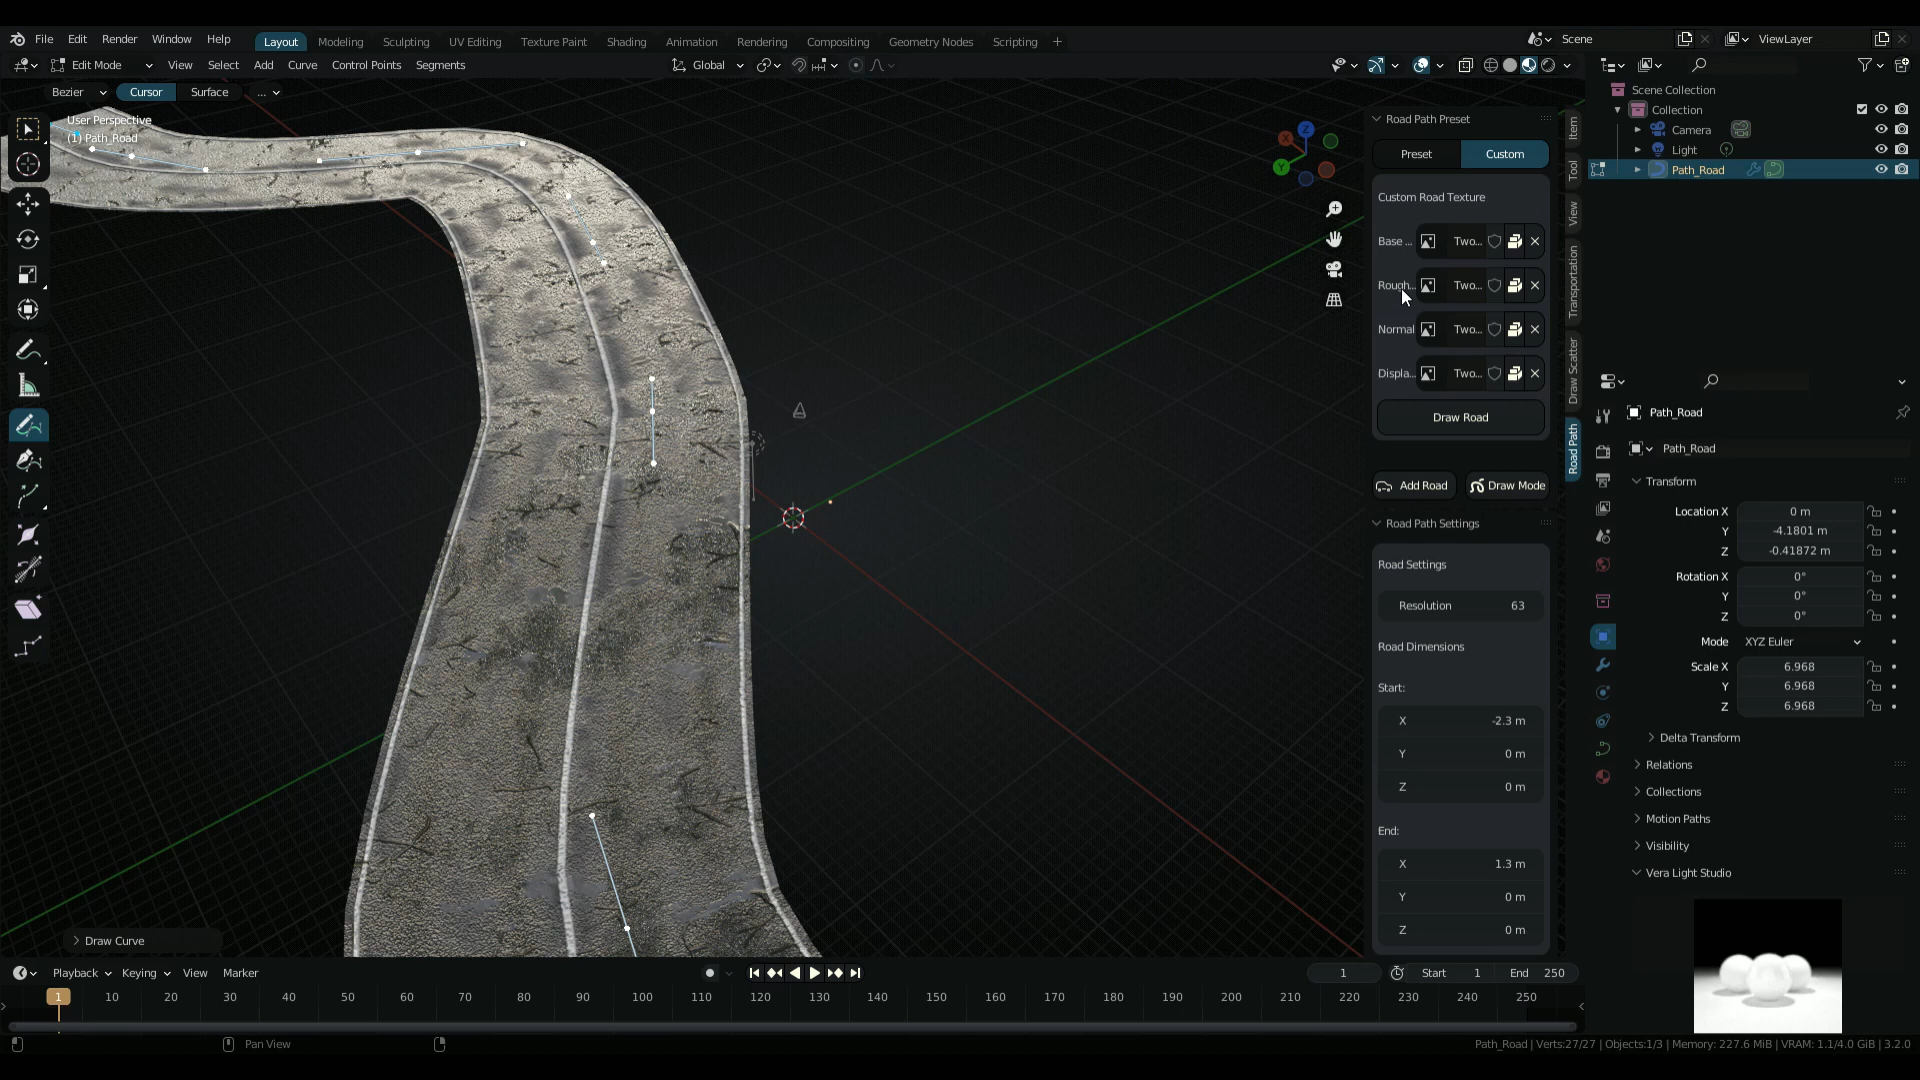 File Edit Render Window Help Layout Modeling Sculpting UV Editing Texture Paint Shading Animation Rendering Compositing Geometry Nodes Scripting + Scene ViewLayer
Edit Mode View Select Add Curve Control Points Segments Global
Bezier Cursor Surface ...
User Perspective
(1) Path_Road
Z
Y
X
Road Path Preset
Preset Custom
Custom Road Texture
Base ... Two...
Rough... Two...
Normal Two...
Displa... Two...
Draw Road
Add Road Draw Mode
Road Path Settings
Road Settings
Resolution 63
Road Dimensions
Start:
X -2.3 m
Y 0 m
Z 0 m
End:
X 1.3 m
Y 0 m
Z 0 m
Item
Tool
View
Transportation
Draw Scatter
Road Path
Scene Collection
Collection
Camera
Light
Path_Road
Path_Road
Path_Road
Transform
Location X 0 m
Y -4.1801 m
Z -0.41872 m
Rotation X 0°
Y 0°
Z 0°
Mode XYZ Euler
Scale X 6.968
Y 6.968
Z 6.968
Delta Transform
Relations
Collections
Motion Paths
Visibility
Vera Light Studio
Draw Curve
Playback Keying View Marker 1 Start 1 End 250
1 10 20 30 40 50 60 70 80 90 100 110 120 130 140 150 160 170 180 190 200 210 220 230 240 250
Pan View
Path_Road | Verts:27/27 | Objects:1/3 | Memory: 227.6 MiB | VRAM: 1.1/4.0 GiB | 3.2.0